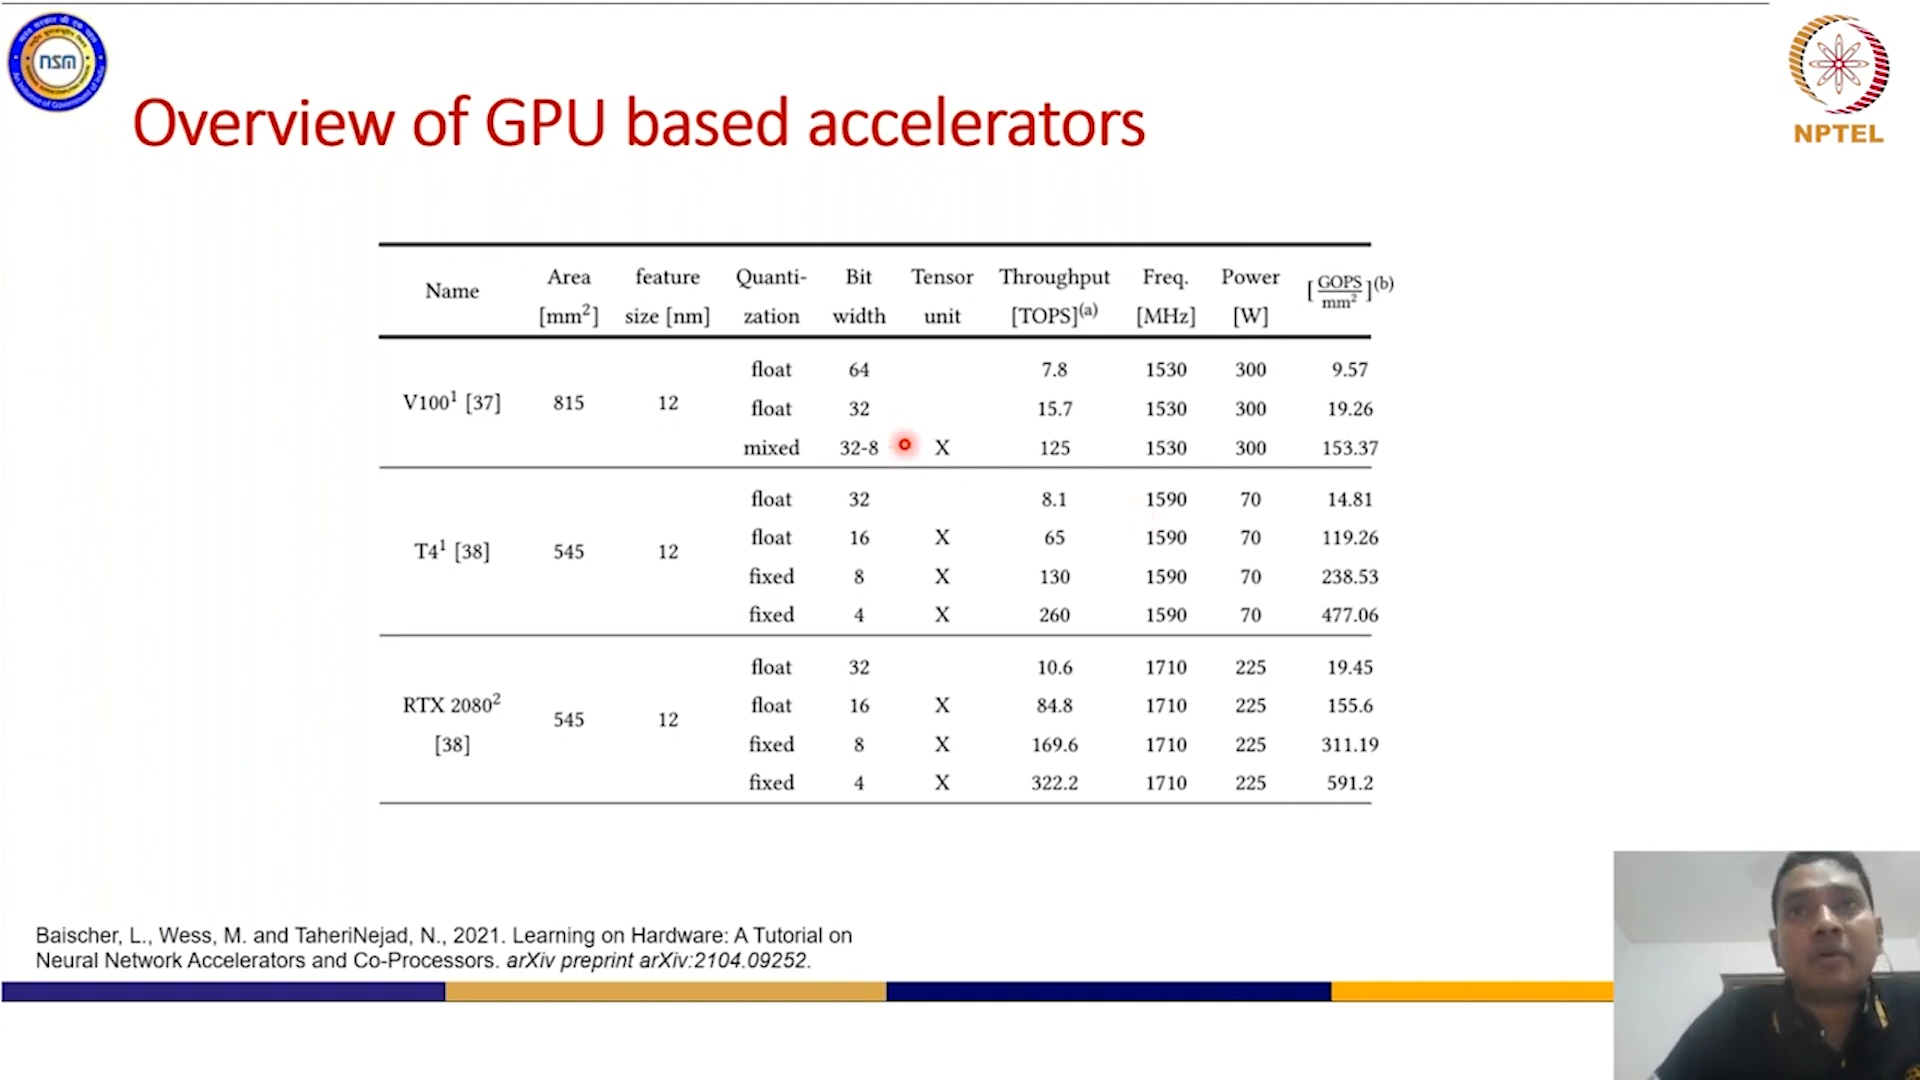 nsm
NPTEL
Overview of GPU based accelerators
Name Area [mm²] feature size [nm] Quanti-zation Bit width Tensor unit Throughput [TOPS]⁽ᵃ⁾ Freq. [MHz] Power [W] [GOPS/mm²]⁽ᵇ⁾
V100¹ [37] 815 12
float 64 7.8 1530 300 9.57
float 32 15.7 1530 300 19.26
mixed 32-8 X 125 1530 300 153.37
T4¹ [38] 545 12
float 32 8.1 1590 70 14.81
float 16 X 65 1590 70 119.26
fixed 8 X 130 1590 70 238.53
fixed 4 X 260 1590 70 477.06
RTX 2080² [38] 545 12
float 32 10.6 1710 225 19.45
float 16 X 84.8 1710 225 155.6
fixed 8 X 169.6 1710 225 311.19
fixed 4 X 322.2 1710 225 591.2
Baischer, L., Wess, M. and TaheriNejad, N., 2021. Learning on Hardware: A Tutorial on
Neural Network Accelerators and Co-Processors. arXiv preprint arXiv:2104.09252.